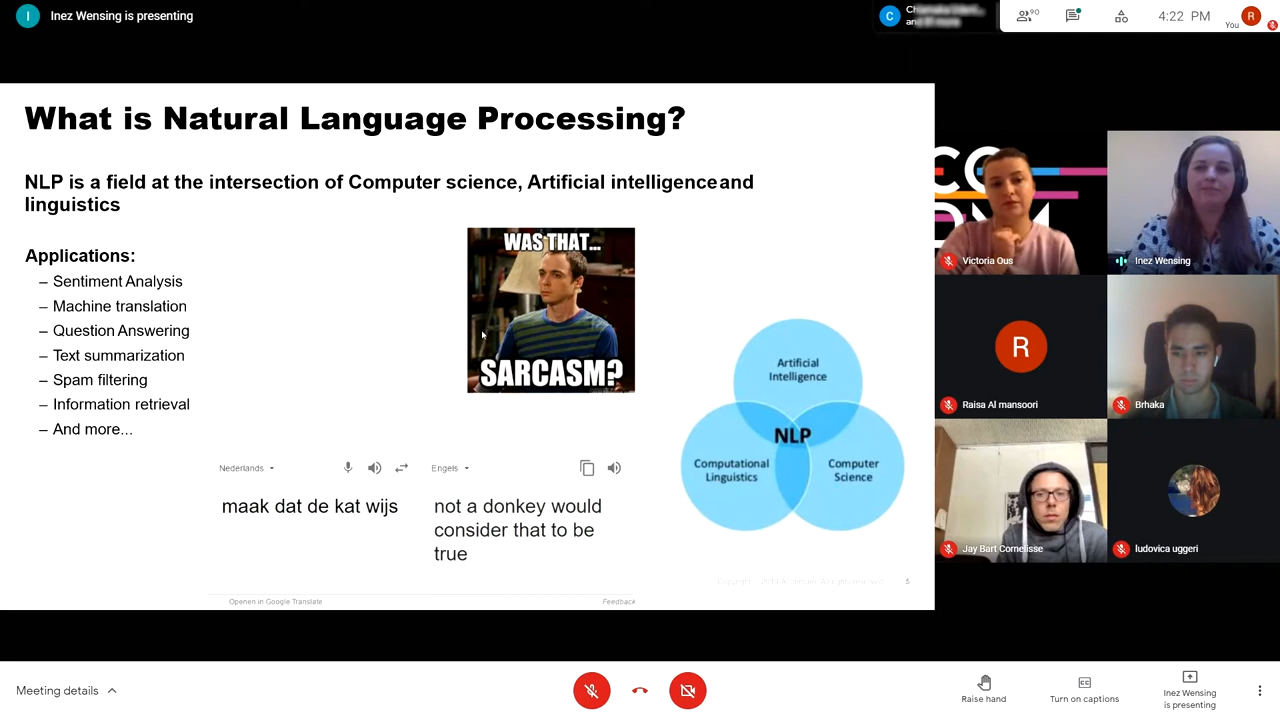 I
Inez Wensing is presenting
C
90
4:22 PM
You
R
What is Natural Language Processing?
NLP is a field at the intersection of Computer science, Artificial intelligence and
linguistics
Applications:
– Sentiment Analysis
– Machine translation
– Question Answering
– Text summarization
– Spam filtering
– Information retrieval
– And more...
WAS THAT...
SARCASM?
Artificial
Intelligence
NLP
Computational
Linguistics
Computer
Science
Nederlands
Engels
maak dat de kat wijs
not a donkey would
consider that to be
true
Openen in Google Translate
Feedback
5
Victoria Ous
Inez Wensing
R
Raisa Al mansoori
Brhaka
Jay Bart Cornelisse
ludovica uggeri
Meeting details
Raise hand
CC
Turn on captions
Inez Wensing
is presenting